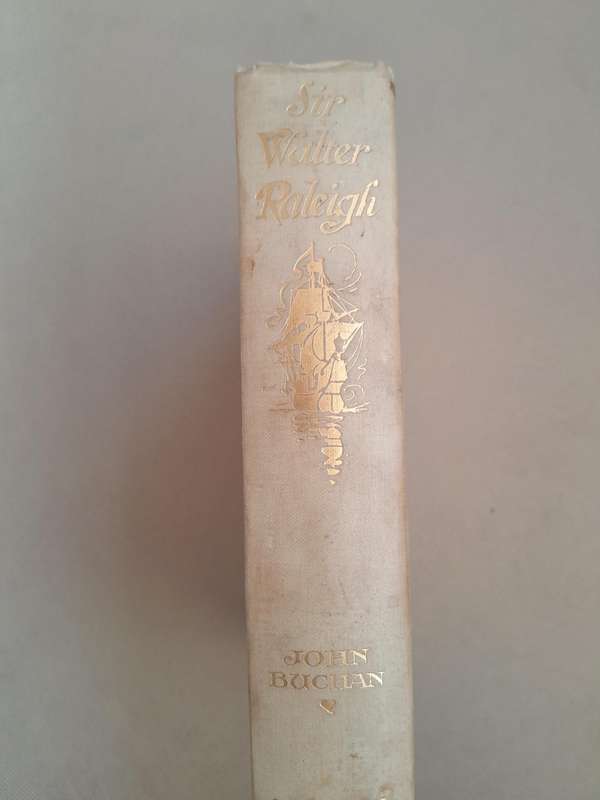 Sir
Walter
Raleigh
JOHN
BUCHAN